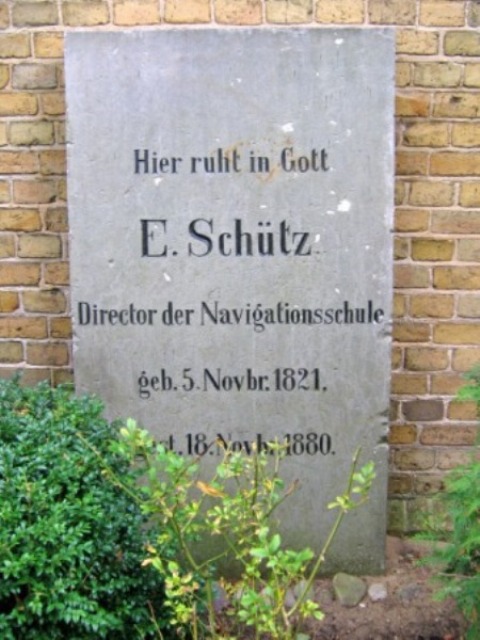 Hier ruht in Gott
E. Schütz
Director der Navigationsschule
geb. 5. Novbr. 1821,
18. Novbr. 1880.